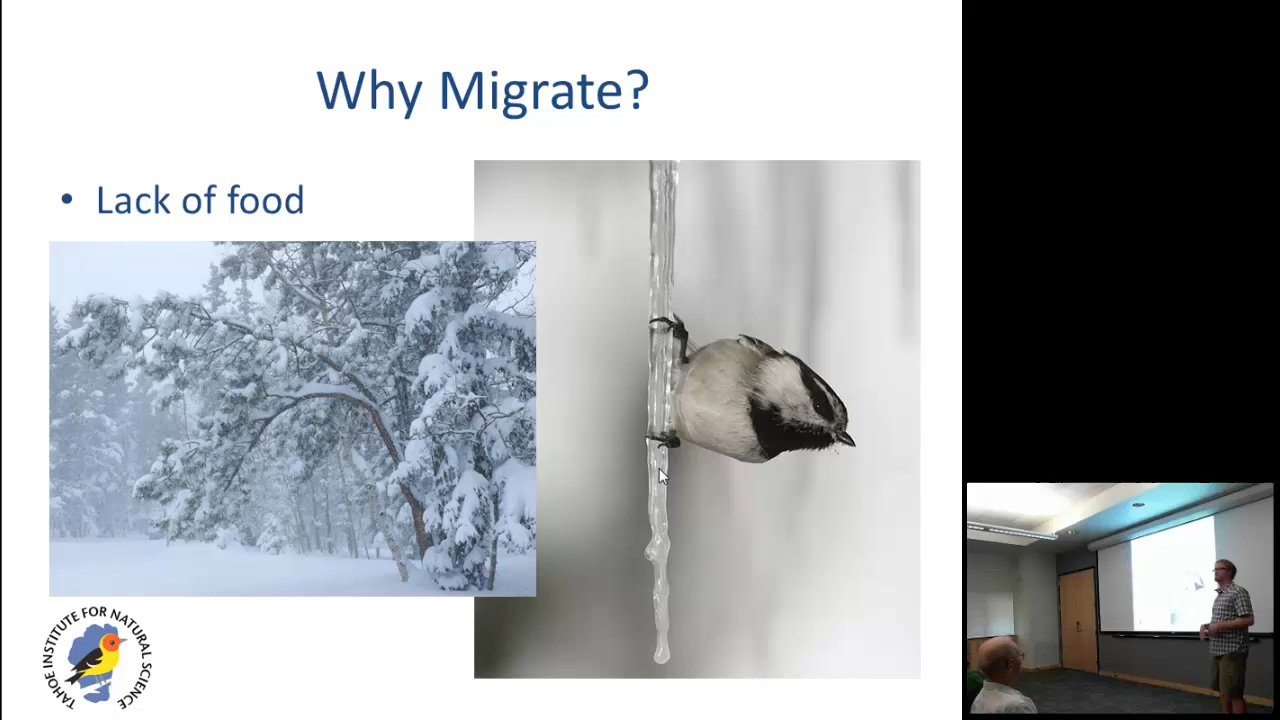 Why Migrate?
• Lack of food
TAHOE INSTITUTE FOR NATURAL SCIENCE